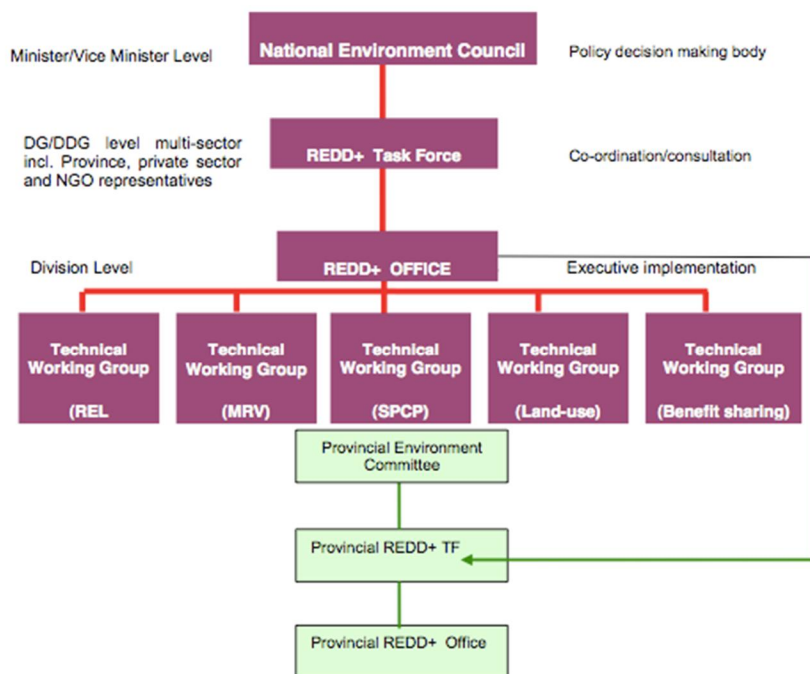 Minister/Vice Minister Level
National Environment Council
Policy decision making body
DG/DDG level multi-sector
incl. Province, private sector
and NGO representatives
REDD+ Task Force
Co-ordination/consultation
Division Level
REDD+ OFFICE
Executive implementation
Technical
Working Group
(REL
Technical
Working Group
(MRV)
Technical
Working Group
(SPCP)
Technical
Working Group
(Land-use)
Technical
Working Group
(Benefit sharing)
Provincial Environment
Committee
Provincial REDD+ TF
Provincial REDD+ Office